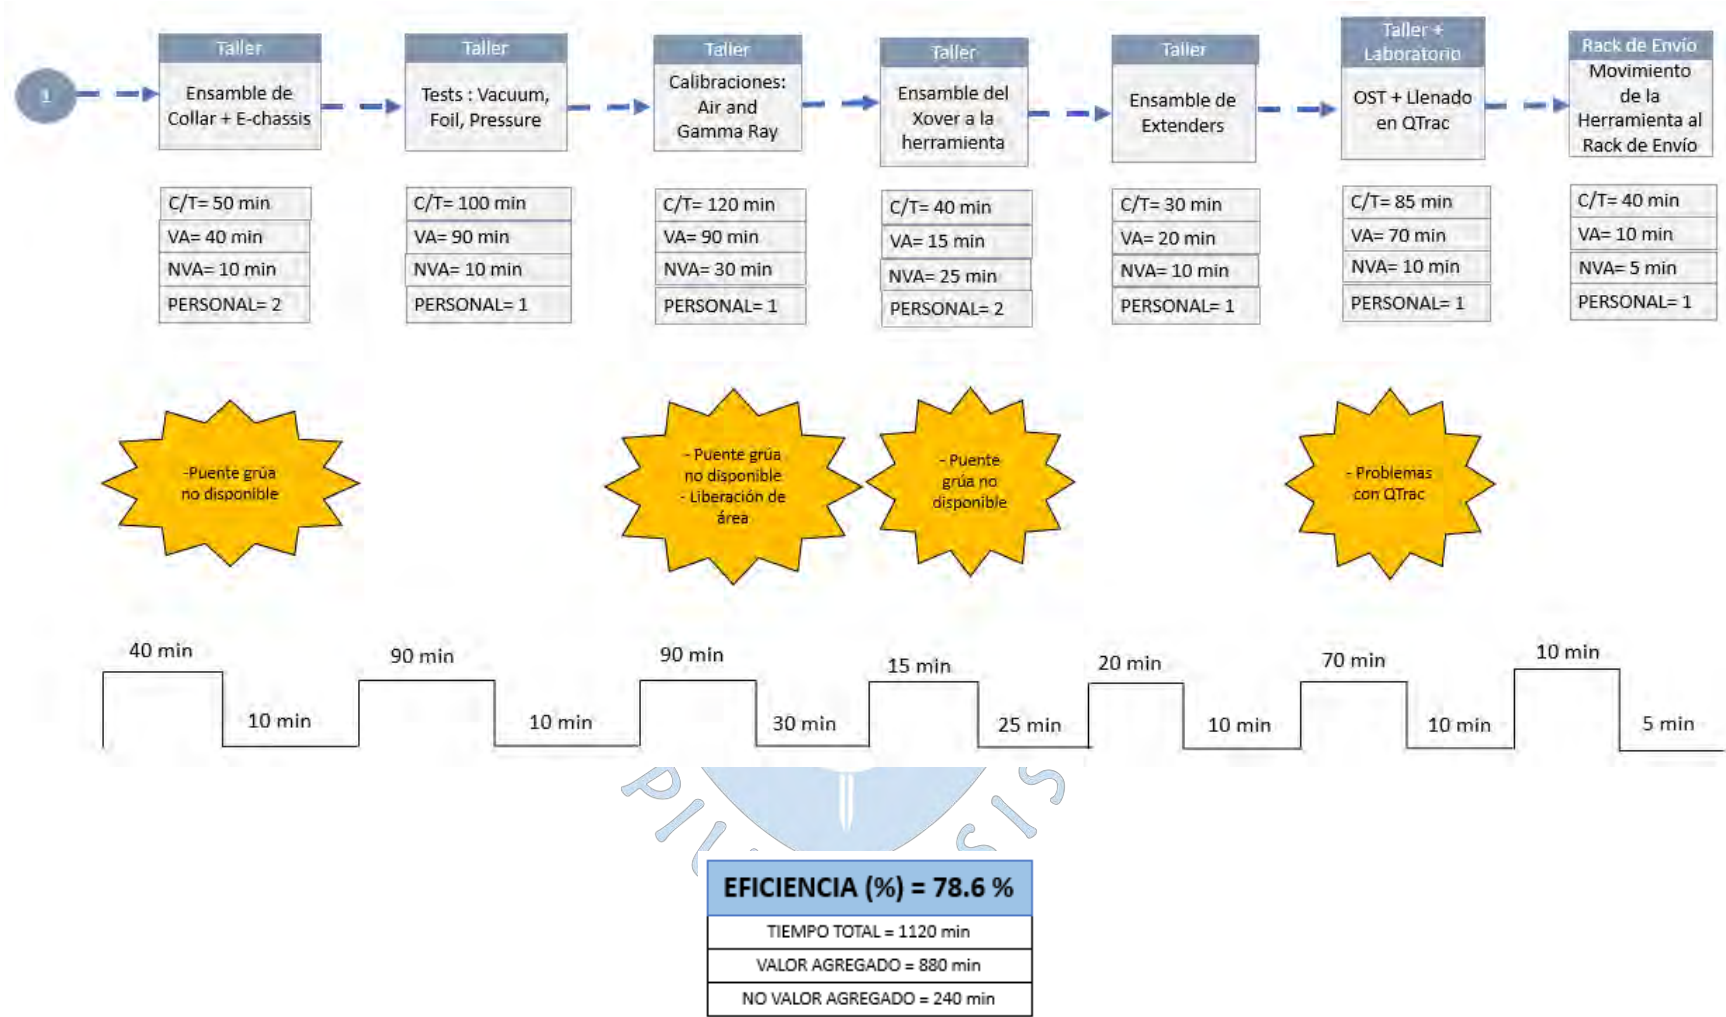 1
Taller
Ensamble de
Collar + E-chassis
C/T= 50 min
VA= 40 min
NVA= 10 min
PERSONAL= 2
Taller
Tests : Vacuum,
Foil, Pressure
C/T= 100 min
VA= 90 min
NVA= 10 min
PERSONAL= 1
Taller
Calibraciones:
Air and
Gamma Ray
C/T= 120 min
VA= 90 min
NVA= 30 min
PERSONAL= 1
Taller
Ensamble del
Xover a la
herramienta
C/T= 40 min
VA= 15 min
NVA= 25 min
PERSONAL= 2
Taller
Ensamble de
Extenders
C/T= 30 min
VA= 20 min
NVA= 10 min
PERSONAL= 1
Taller +
Laboratorio
OST + Llenado
en QTrac
C/T= 85 min
VA= 70 min
NVA= 10 min
PERSONAL= 1
Rack de Envío
Movimiento
de la
Herramienta al
Rack de Envío
C/T= 40 min
VA= 10 min
NVA= 5 min
PERSONAL= 1
-Puente grúa
no disponible
- Puente grúa
no disponible
- Liberación de
área
- Puente
grúa no
disponible
- Problemas
con QTrac
40 min
10 min
90 min
10 min
90 min
30 min
15 min
25 min
20 min
10 min
70 min
10 min
10 min
5 min
EFICIENCIA (%) = 78.6 %
TIEMPO TOTAL = 1120 min
VALOR AGREGADO = 880 min
NO VALOR AGREGADO = 240 min